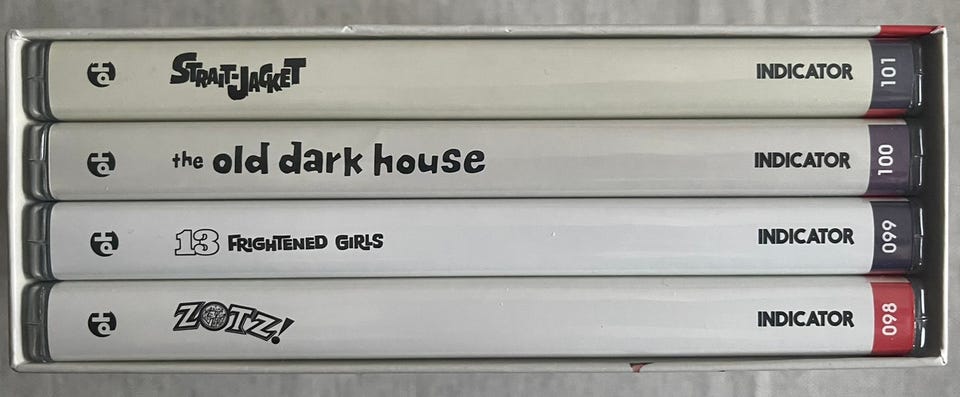 STRAIT-JACKET INDICATOR 101
the old dark house INDICATOR 100
13 FRIGHTENED GIRLS INDICATOR 099
ZOTZ! INDICATOR 098